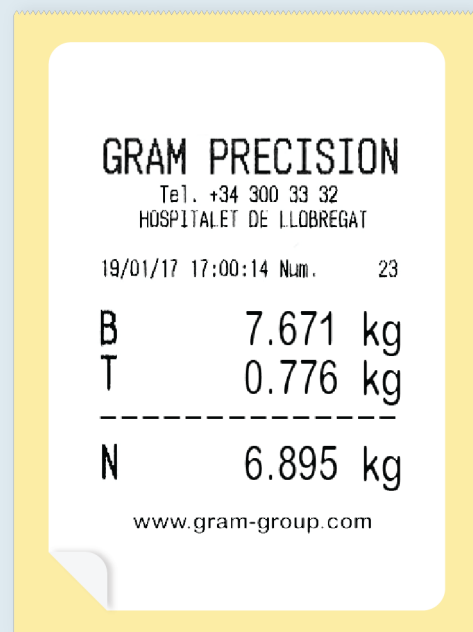 GRAM PRECISION
Tel. +34 300 33 32
HOSPITALET DE LLOBREGAT
19/01/17 17:00:14 Num. 23
B 7.671 kg
T 0.776 kg
--------------
N 6.895 kg
www.gram-group.com